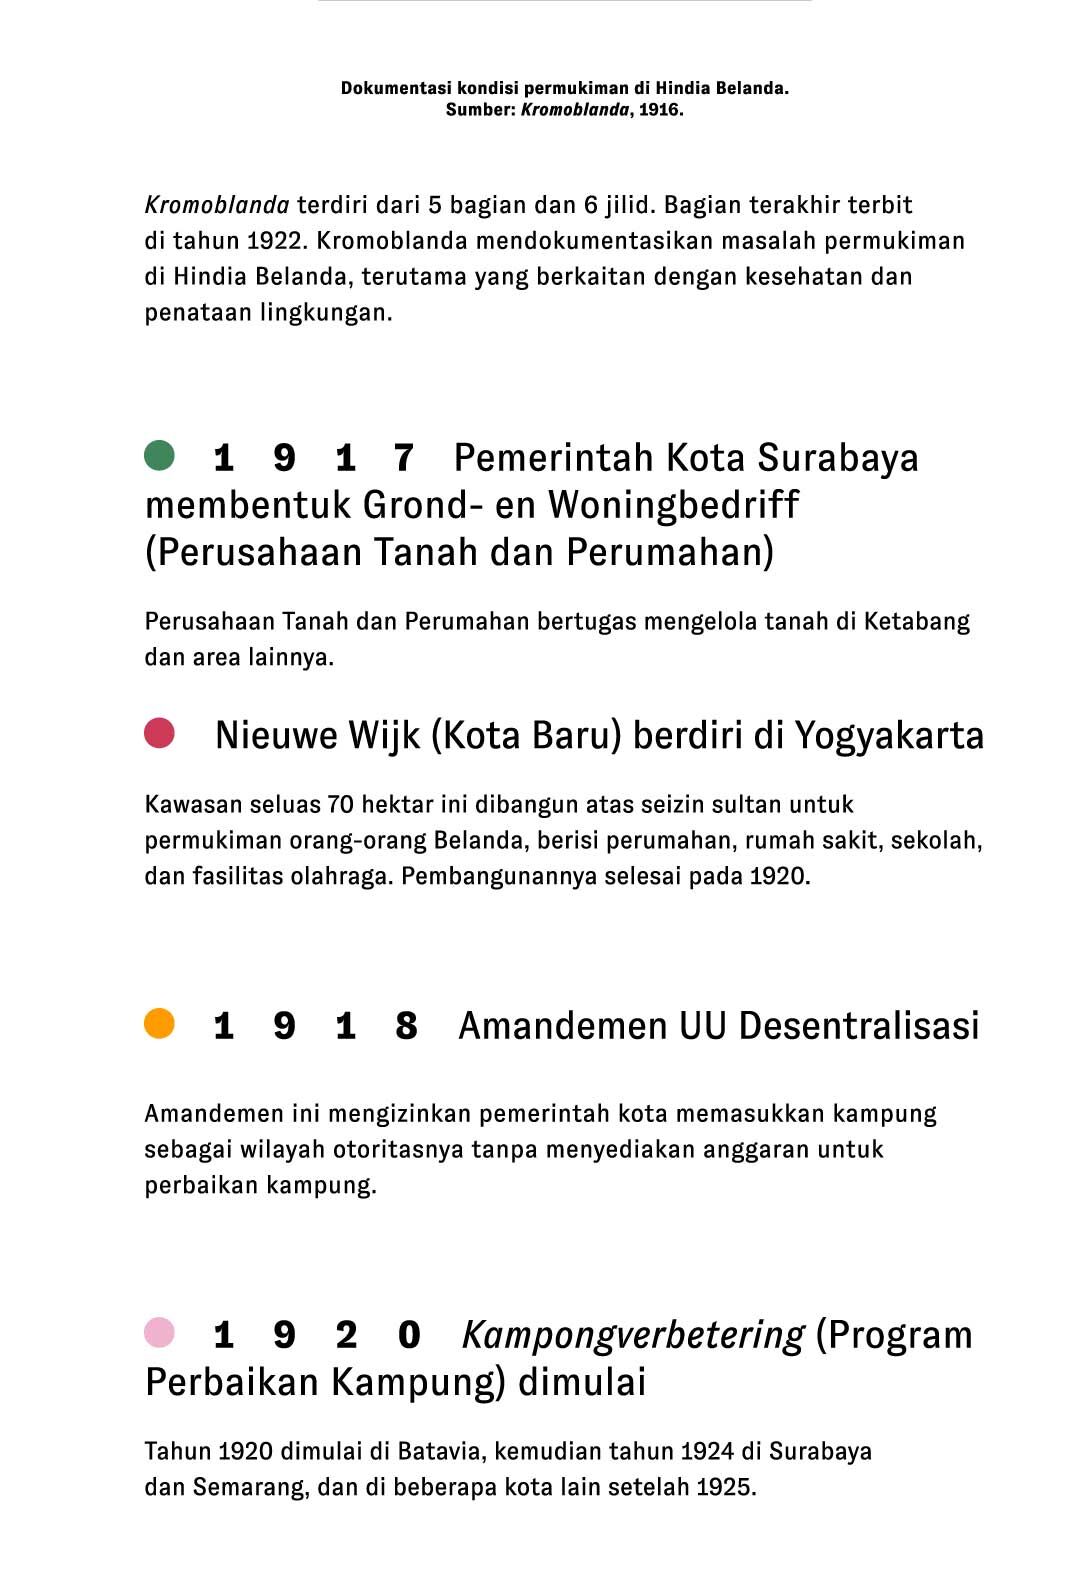 Dokumentasi kondisi permukiman di Hindia Belanda.
Sumber: Kromoblanda, 1916.
Kromoblanda terdiri dari 5 bagian dan 6 jilid. Bagian terakhir terbit
di tahun 1922. Kromoblanda mendokumentasikan masalah permukiman
di Hindia Belanda, terutama yang berkaitan dengan kesehatan dan
penataan lingkungan.
1 9 1 7 Pemerintah Kota Surabaya
membentuk Grond- en Woningbedriff
(Perusahaan Tanah dan Perumahan)
Perusahaan Tanah dan Perumahan bertugas mengelola tanah di Ketabang
dan area lainnya.
Nieuwe Wijk (Kota Baru) berdiri di Yogyakarta
Kawasan seluas 70 hektar ini dibangun atas seizin sultan untuk
permukiman orang-orang Belanda, berisi perumahan, rumah sakit, sekolah,
dan fasilitas olahraga. Pembangunannya selesai pada 1920.
1 9 1 8 Amandemen UU Desentralisasi
Amandemen ini mengizinkan pemerintah kota memasukkan kampung
sebagai wilayah otoritasnya tanpa menyediakan anggaran untuk
perbaikan kampung.
1 9 2 0 Kampongverbetering (Program
Perbaikan Kampung) dimulai
Tahun 1920 dimulai di Batavia, kemudian tahun 1924 di Surabaya
dan Semarang, dan di beberapa kota lain setelah 1925.